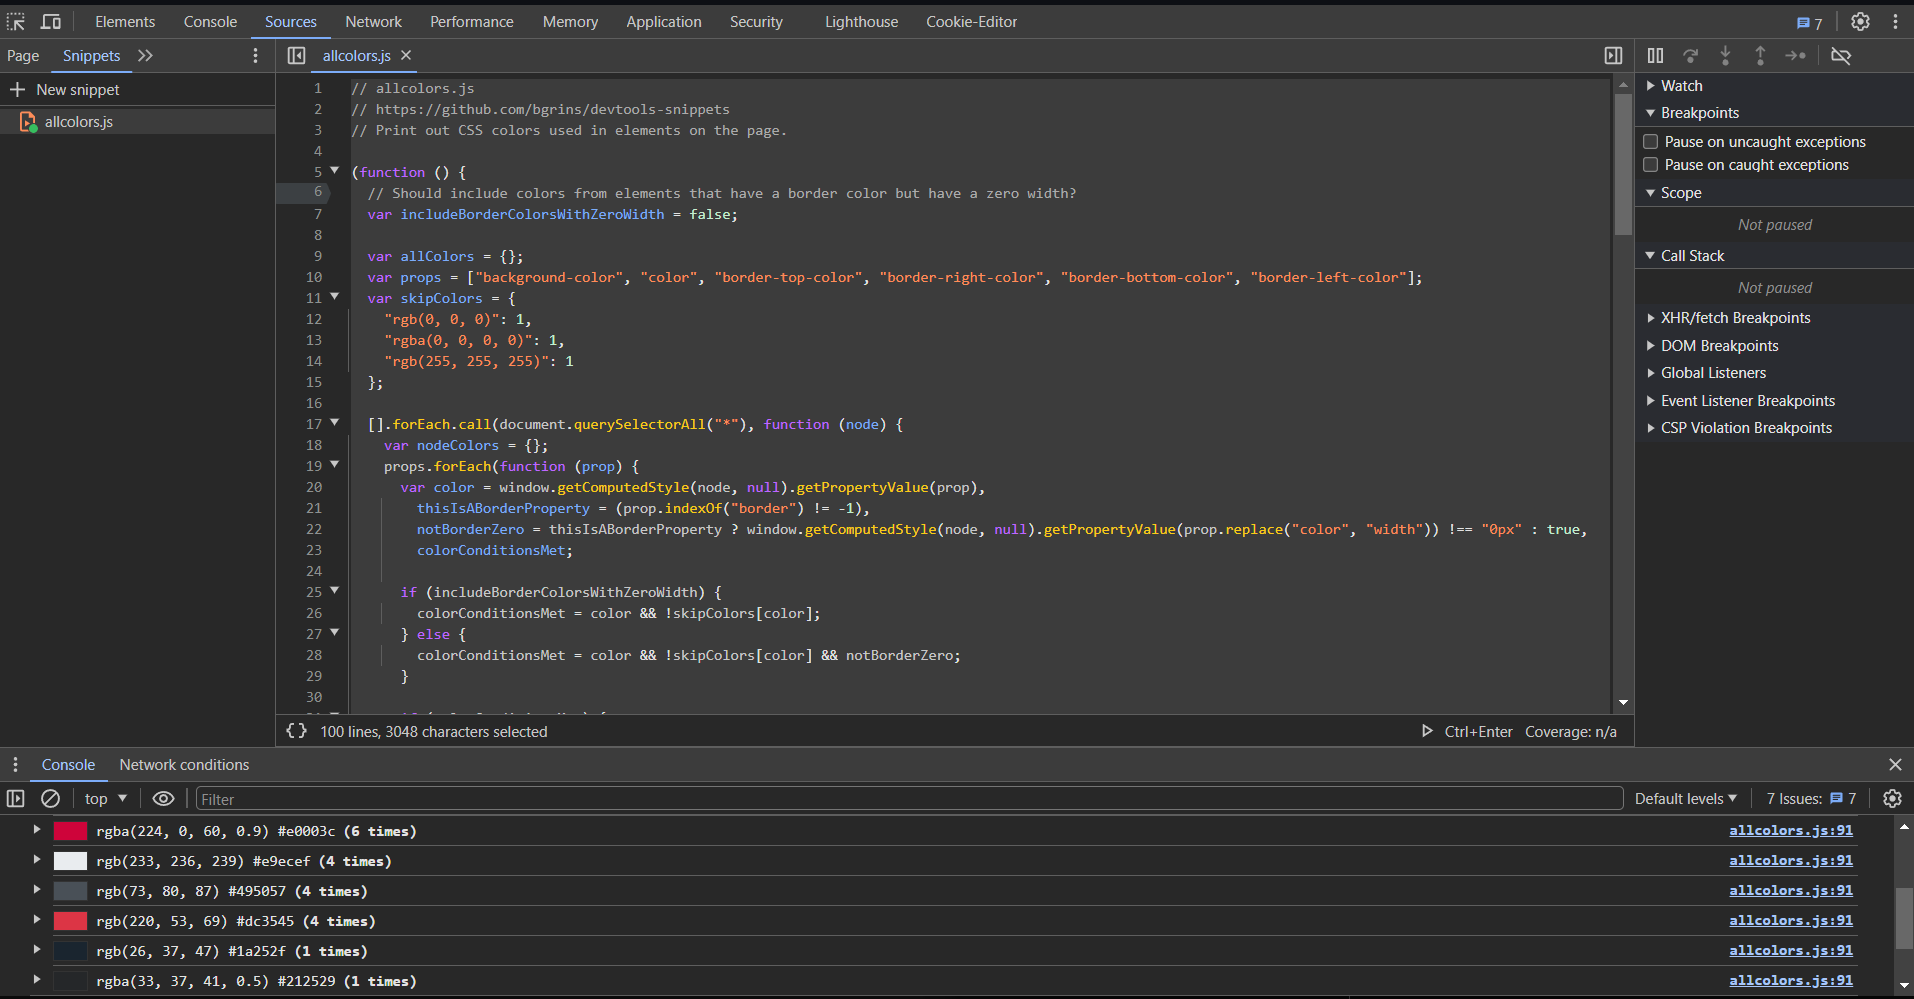 Elements Console Sources Network Performance Memory Application Security Lighthouse Cookie-Editor 7
Page Snippets
allcolors.js
New snippet
allcolors.js
1 // allcolors.js
2 // https://github.com/bgrins/devtools-snippets
3 // Print out CSS colors used in elements on the page.
4
5 (function () {
6 // Should include colors from elements that have a border color but have a zero width?
7 var includeBorderColorsWithZeroWidth = false;
8
9 var allColors = {};
10 var props = ["background-color", "color", "border-top-color", "border-right-color", "border-bottom-color", "border-left-color"];
11 var skipColors = {
12 "rgb(0, 0, 0)": 1,
13 "rgba(0, 0, 0, 0)": 1,
14 "rgb(255, 255, 255)": 1
15 };
16
17 [].forEach.call(document.querySelectorAll("*"), function (node) {
18 var nodeColors = {};
19 props.forEach(function (prop) {
20 var color = window.getComputedStyle(node, null).getPropertyValue(prop),
21 thisIsABorderProperty = (prop.indexOf("border") != -1),
22 notBorderZero = thisIsABorderProperty ? window.getComputedStyle(node, null).getPropertyValue(prop.replace("color", "width")) !== "0px" : true,
23 colorConditionsMet;
24
25 if (includeBorderColorsWithZeroWidth) {
26 colorConditionsMet = color && !skipColors[color];
27 } else {
28 colorConditionsMet = color && !skipColors[color] && notBorderZero;
29 }
30
{} 100 lines, 3048 characters selected
Ctrl+Enter Coverage: n/a
Watch
Breakpoints
Pause on uncaught exceptions
Pause on caught exceptions
Scope
Not paused
Call Stack
Not paused
XHR/fetch Breakpoints
DOM Breakpoints
Global Listeners
Event Listener Breakpoints
CSP Violation Breakpoints
Console Network conditions
top Filter Default levels 7 Issues: 7
rgba(224, 0, 60, 0.9) #e0003c (6 times) allcolors.js:91
rgb(233, 236, 239) #e9ecef (4 times) allcolors.js:91
rgb(73, 80, 87) #495057 (4 times) allcolors.js:91
rgb(220, 53, 69) #dc3545 (4 times) allcolors.js:91
rgb(26, 37, 47) #1a252f (1 times) allcolors.js:91
rgba(33, 37, 41, 0.5) #212529 (1 times) allcolors.js:91